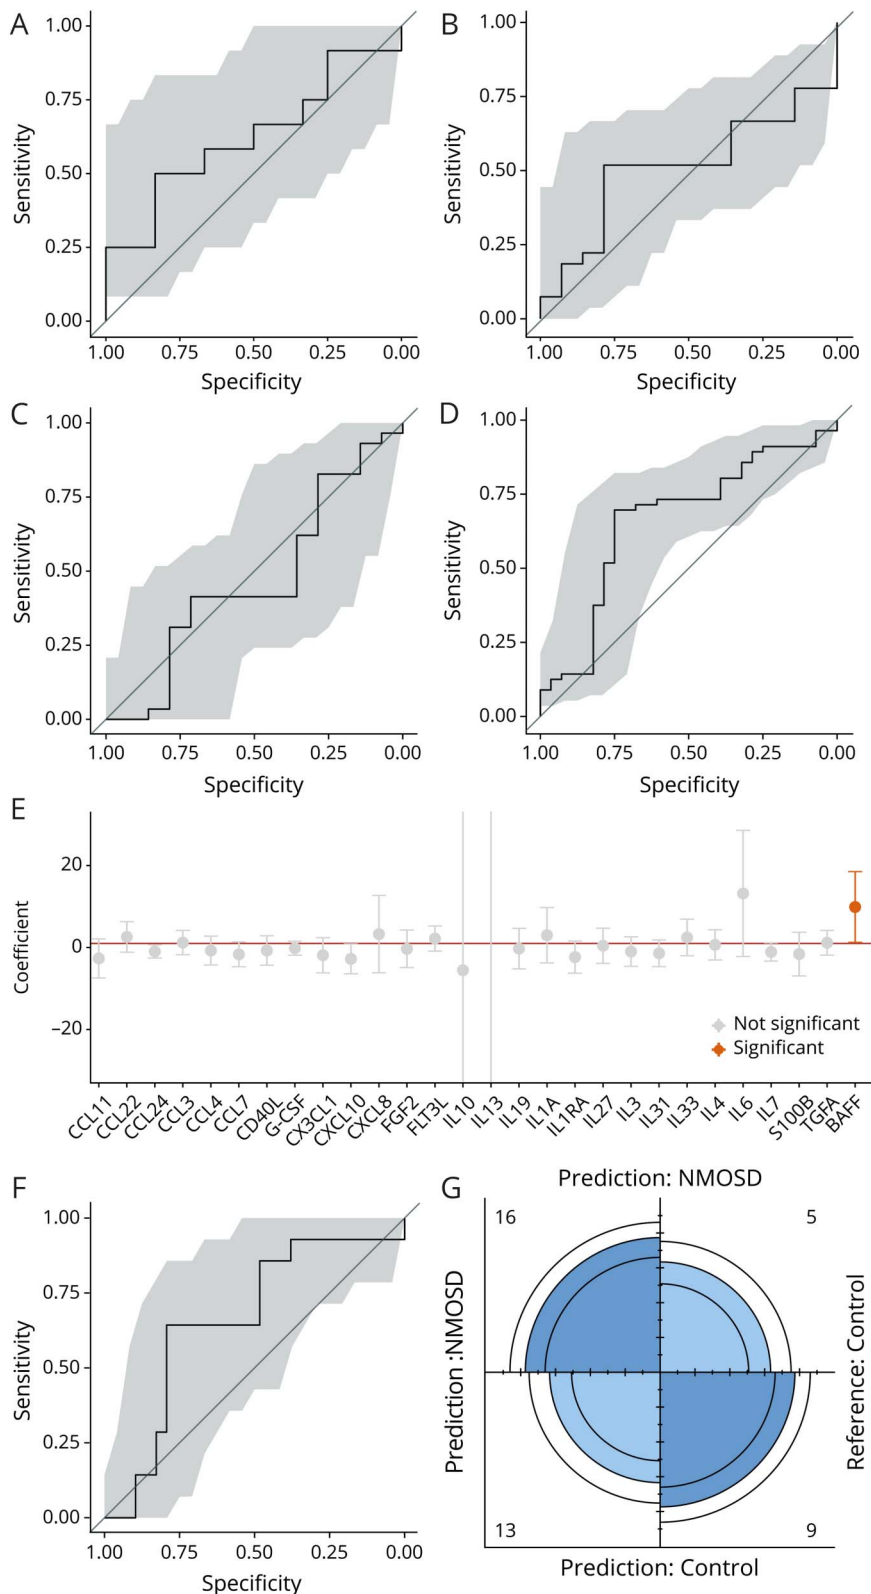 A
1.00
0.75
0.50
0.25
0.00
Sensitivity
1.00 0.75 0.50 0.25 0.00
Specificity
B
1.00
0.75
0.50
0.25
0.00
Sensitivity
1.00 0.75 0.50 0.25 0.00
Specificity
C
1.00
0.75
0.50
0.25
0.00
Sensitivity
1.00 0.75 0.50 0.25 0.00
Specificity
D
1.00
0.75
0.50
0.25
0.00
Sensitivity
1.00 0.75 0.50 0.25 0.00
Specificity
E
20
0
−20
Coefficient
Not significant
Significant
CCL11 CCL22 CCL24 CCL3 CCL4 CCL7 CD40L G-CSF CX3CL1 CXCL10 CXCL8 FGF2 FLT3L IL10 IL13 IL19 IL1A IL1RA IL27 IL3 IL31 IL33 IL4 IL6 IL7 S100B TGFA BAFF
F
1.00
0.75
0.50
0.25
0.00
Sensitivity
1.00 0.75 0.50 0.25 0.00
Specificity
G
Prediction: NMOSD
16 5
Prediction :NMOSD
Reference: Control
13 9
Prediction: Control